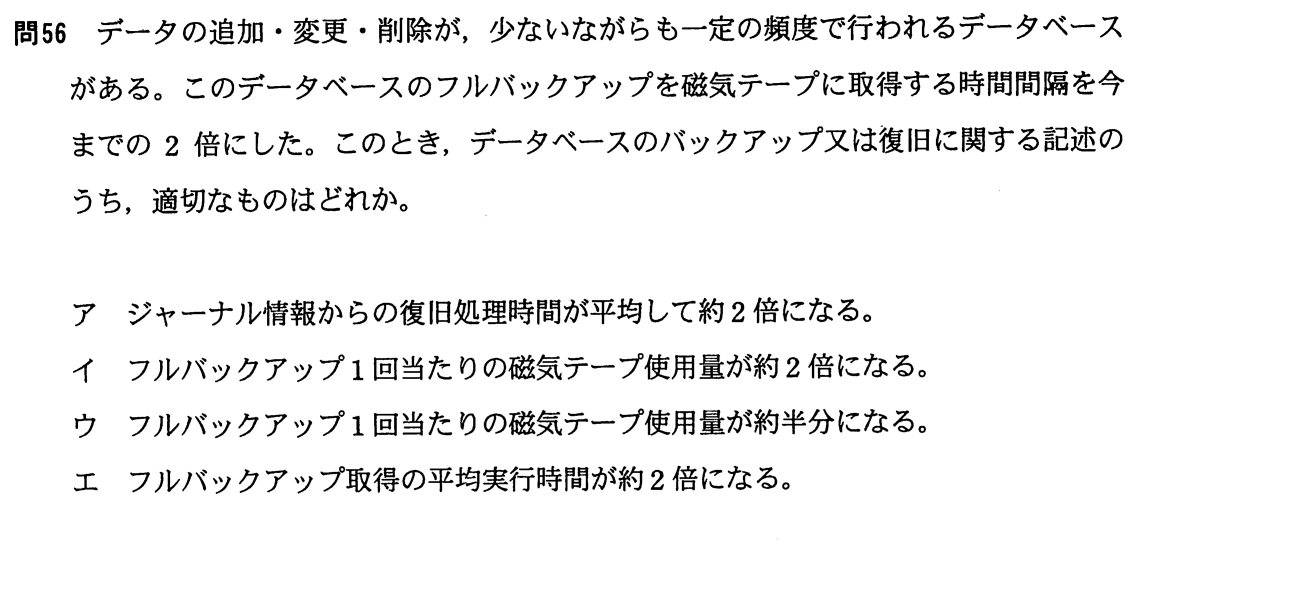 問56 データの追加・変更・削除が，少ないながらも一定の頻度で行われるデータベース
がある。このデータベースのフルバックアップを磁気テープに取得する時間間隔を今
までの 2 倍にした。このとき，データベースのバックアップ又は復旧に関する記述の
うち，適切なものはどれか。
ア ジャーナル情報からの復旧処理時間が平均して約2倍になる。
イ フルバックアップ1回当たりの磁気テープ使用量が約2倍になる。
ウ フルバックアップ1回当たりの磁気テープ使用量が約半分になる。
エ フルバックアップ取得の平均実行時間が約2倍になる。